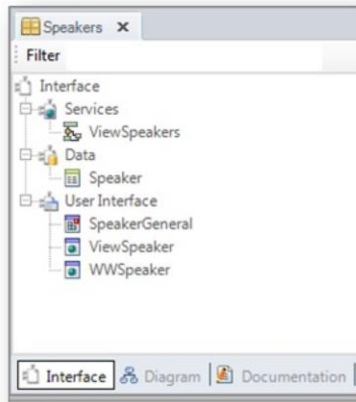 Speakers
Filter
Interface
Services
ViewSpeakers
Data
Speaker
User Interface
SpeakerGeneral
ViewSpeaker
WWSpeaker
Interface Diagram Documentation